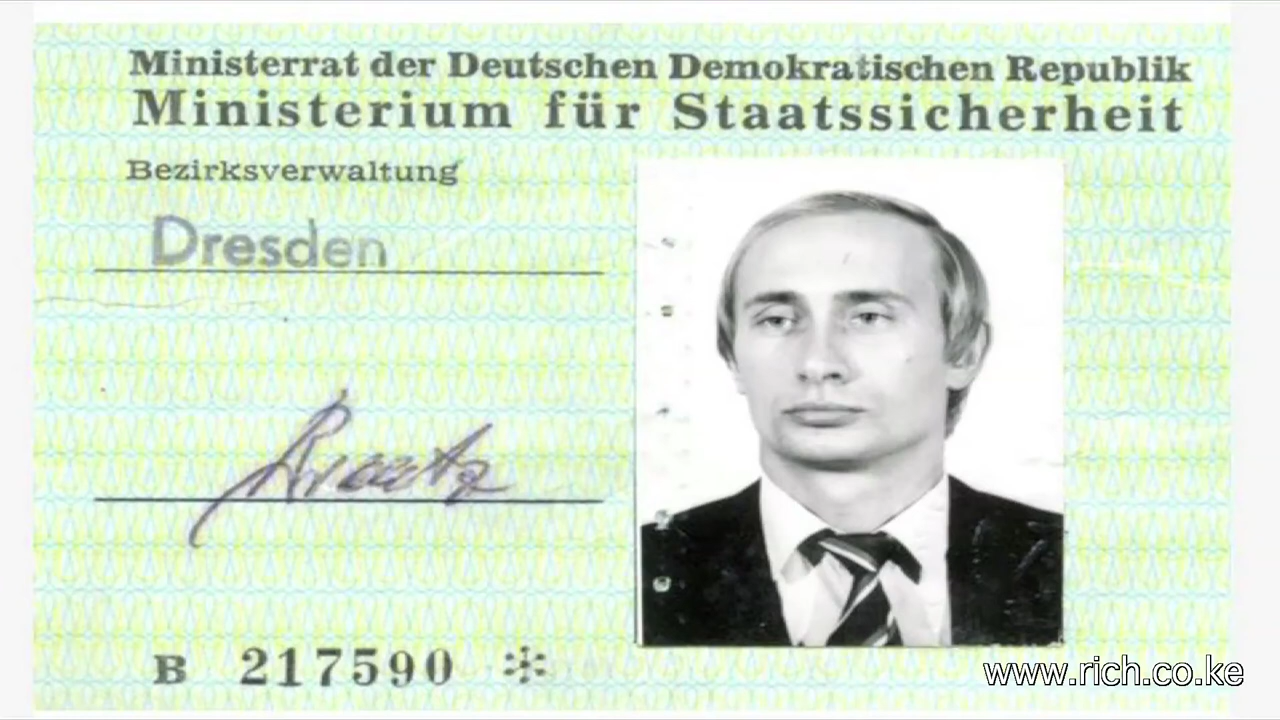 Ministerrat der Deutschen Demokratischen Republik
Ministerium für Staatssicherheit
Bezirksverwaltung
Dresden
B 217590 *
www.rich.co.ke